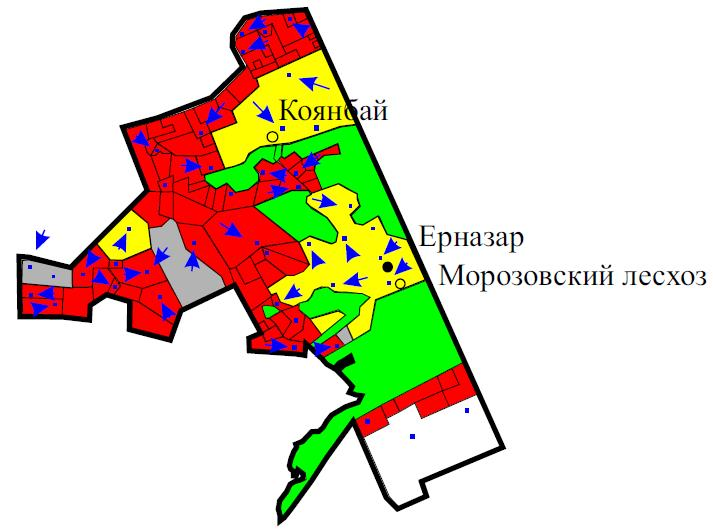 Коянбай
Ерназар
Морозовский лесхоз